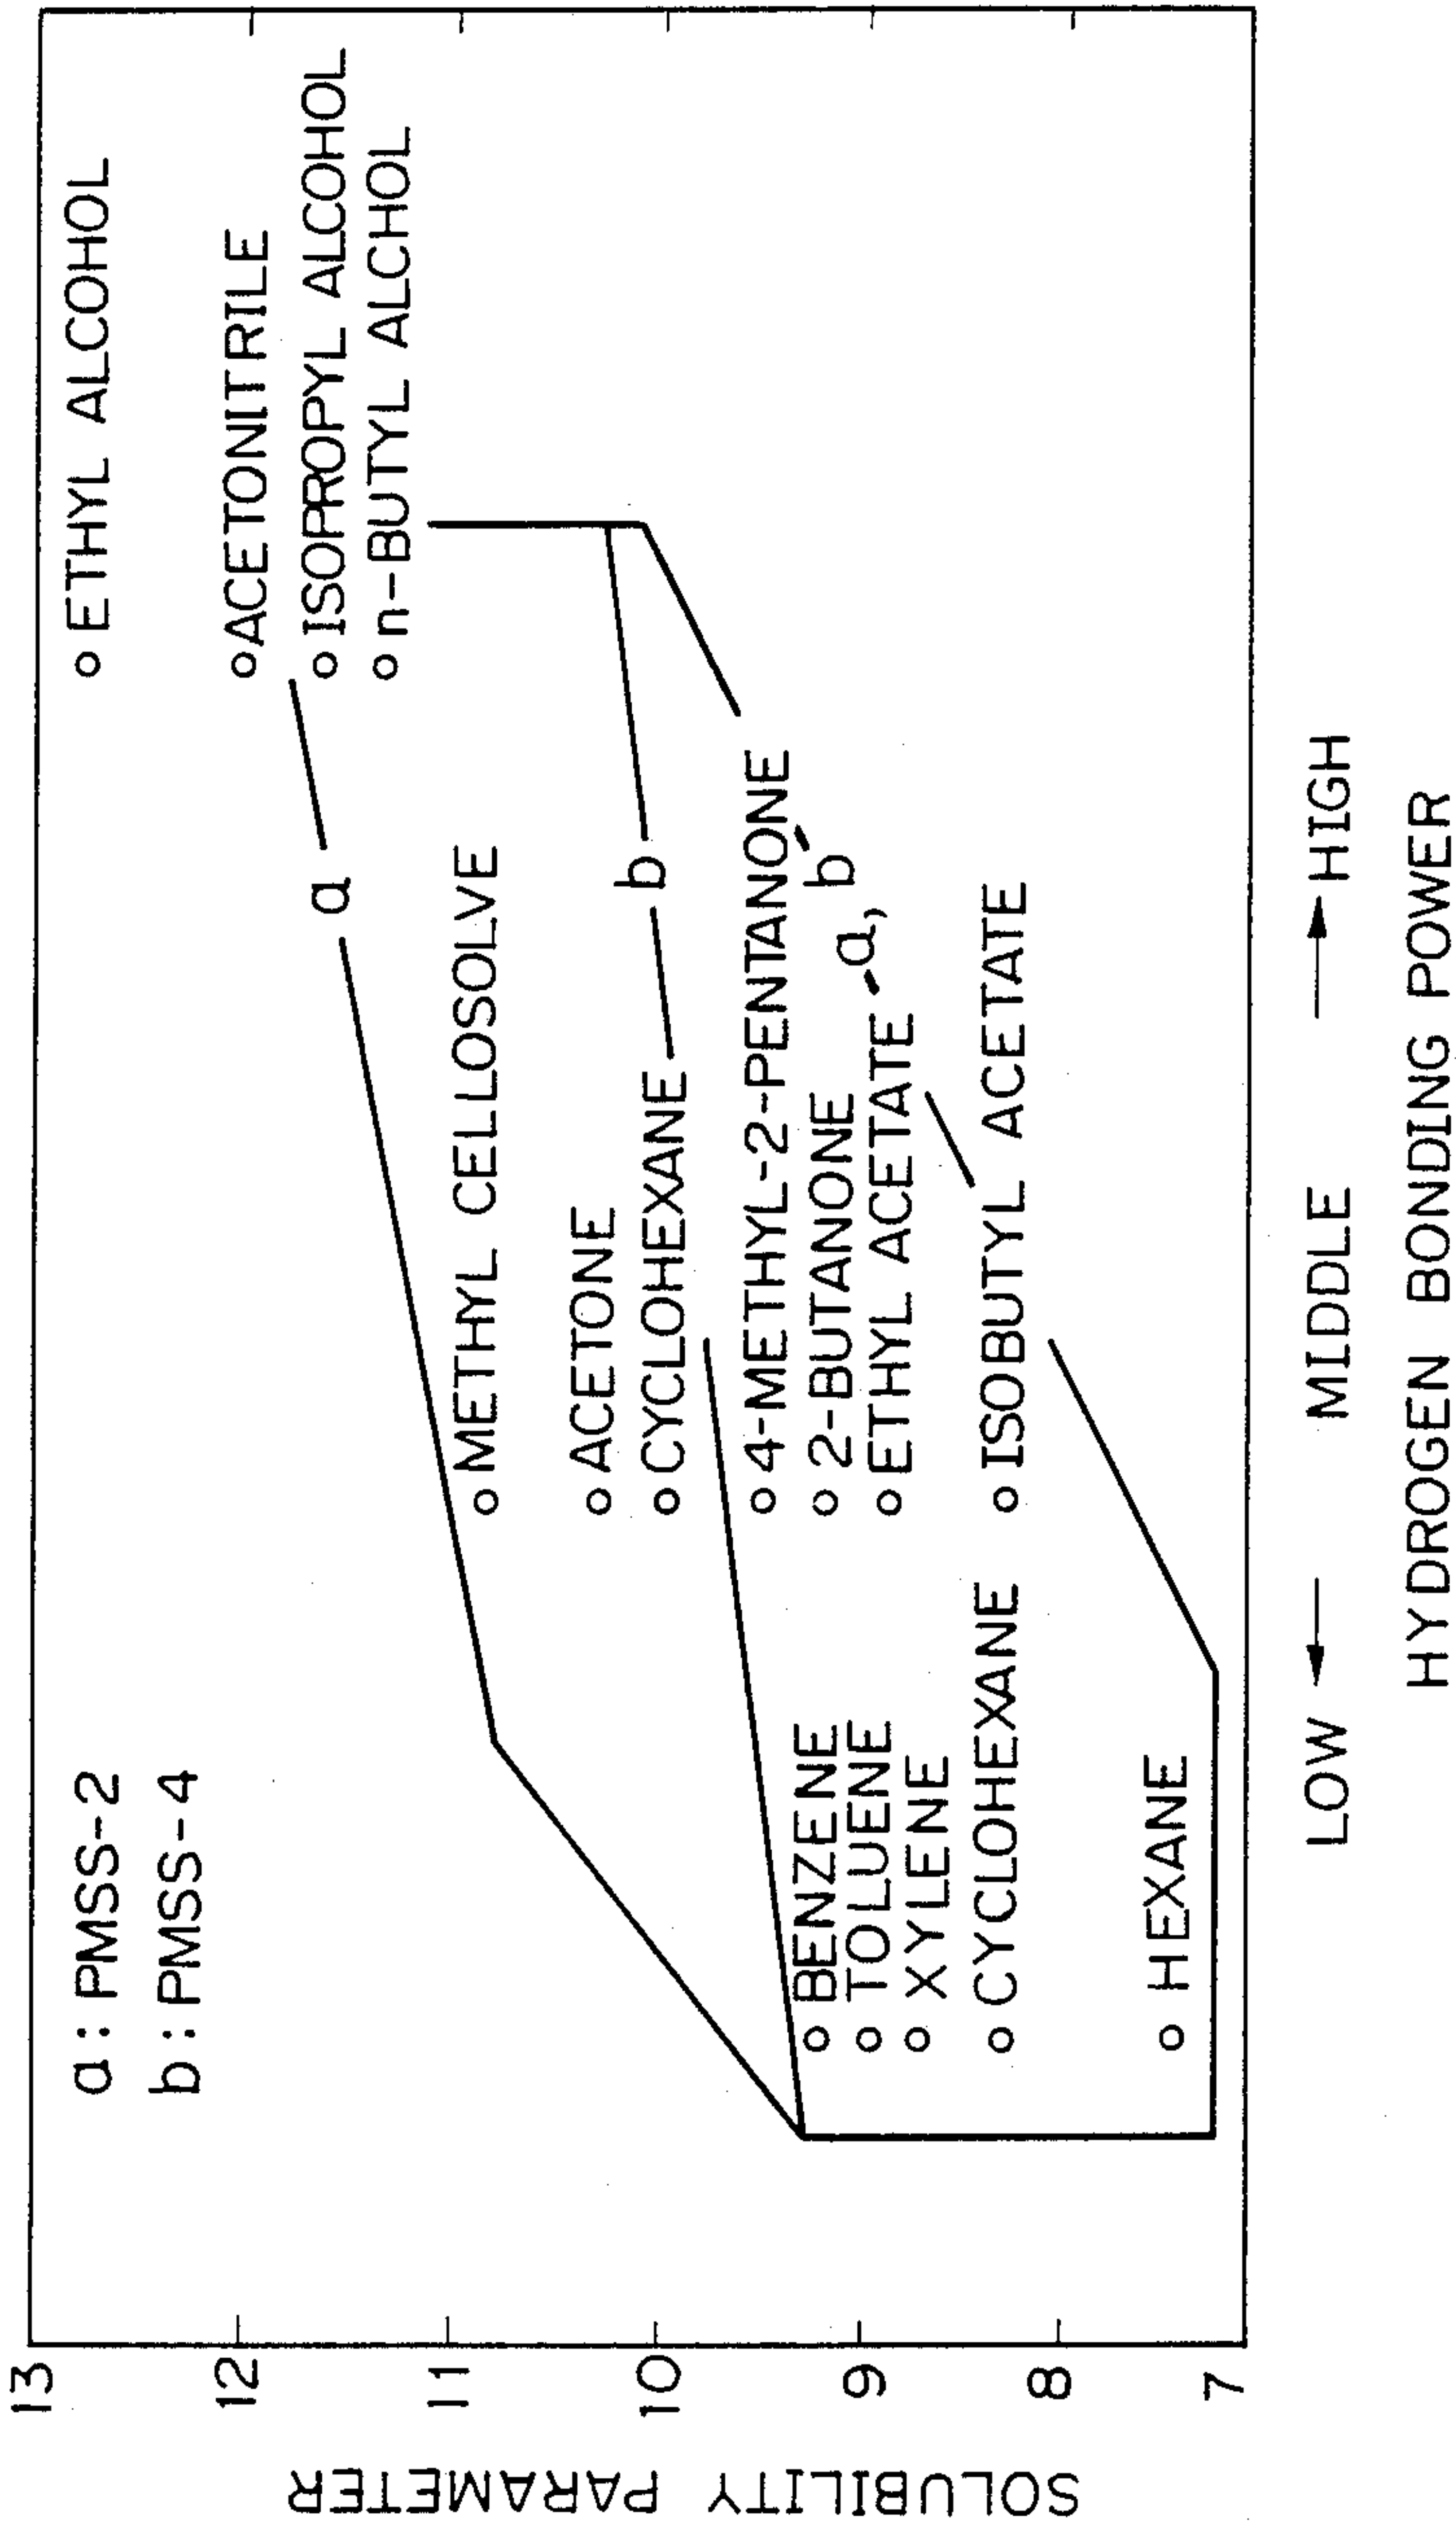 a : PMSS-2
b : PMSS-4
SOLUBILITY PARAMETER
13
12
11
10
9
8
7
ETHYL ALCOHOL
ACETONITRILE
a
ISOPROPYL ALCOHOL
n-BUTYL ALCHOL
METHYL CELLOSOLVE
ACETONE
b
CYCLOHEXANE
4-METHYL-2-PENTANONE
2-BUTANONE
a, b
ETHYL ACETATE
ISOBUTYL ACETATE
BENZENE
TOLUENE
XYLENE
CYCLOHEXANE
HEXANE
LOW ← MIDDLE → HIGH
HYDROGEN BONDING POWER